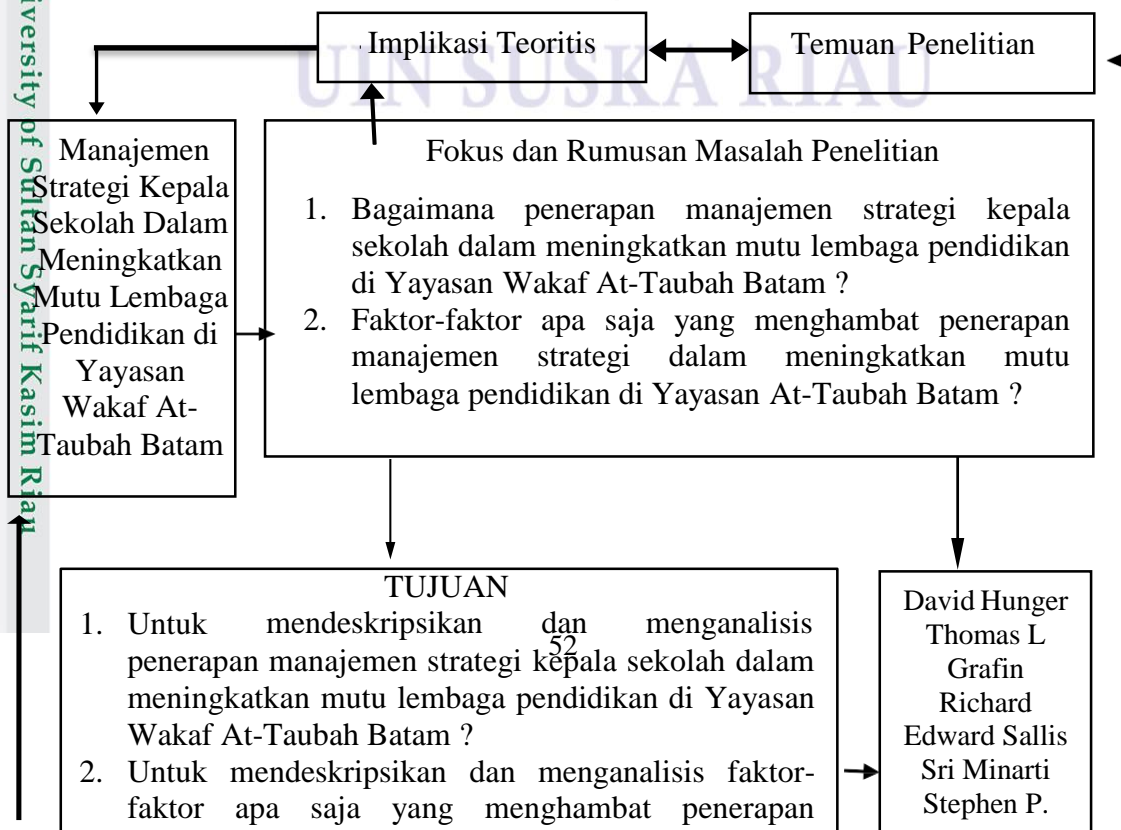 Implikasi Teoritis
Temuan Penelitian
UIN SUSKA RIAU
iversity of Sultan Syarif Kasim Riau
Manajemen
Strategi Kepala
Sekolah Dalam
Meningkatkan
Mutu Lembaga
Pendidikan di
Yayasan
Wakaf At-
Taubah Batam
Fokus dan Rumusan Masalah Penelitian
1. Bagaimana penerapan manajemen strategi kepala
sekolah dalam meningkatkan mutu lembaga pendidikan
di Yayasan Wakaf At-Taubah Batam ?
2. Faktor-faktor apa saja yang menghambat penerapan
manajemen strategi dalam meningkatkan mutu
lembaga pendidikan di Yayasan At-Taubah Batam ?
TUJUAN
1. Untuk mendeskripsikan dan menganalisis
penerapan manajemen strategi kepala sekolah dalam
meningkatkan mutu lembaga pendidikan di Yayasan
Wakaf At-Taubah Batam ?
2. Untuk mendeskripsikan dan menganalisis faktor-
faktor apa saja yang menghambat penerapan
52
David Hunger
Thomas L
Grafin
Richard
Edward Sallis
Sri Minarti
Stephen P.